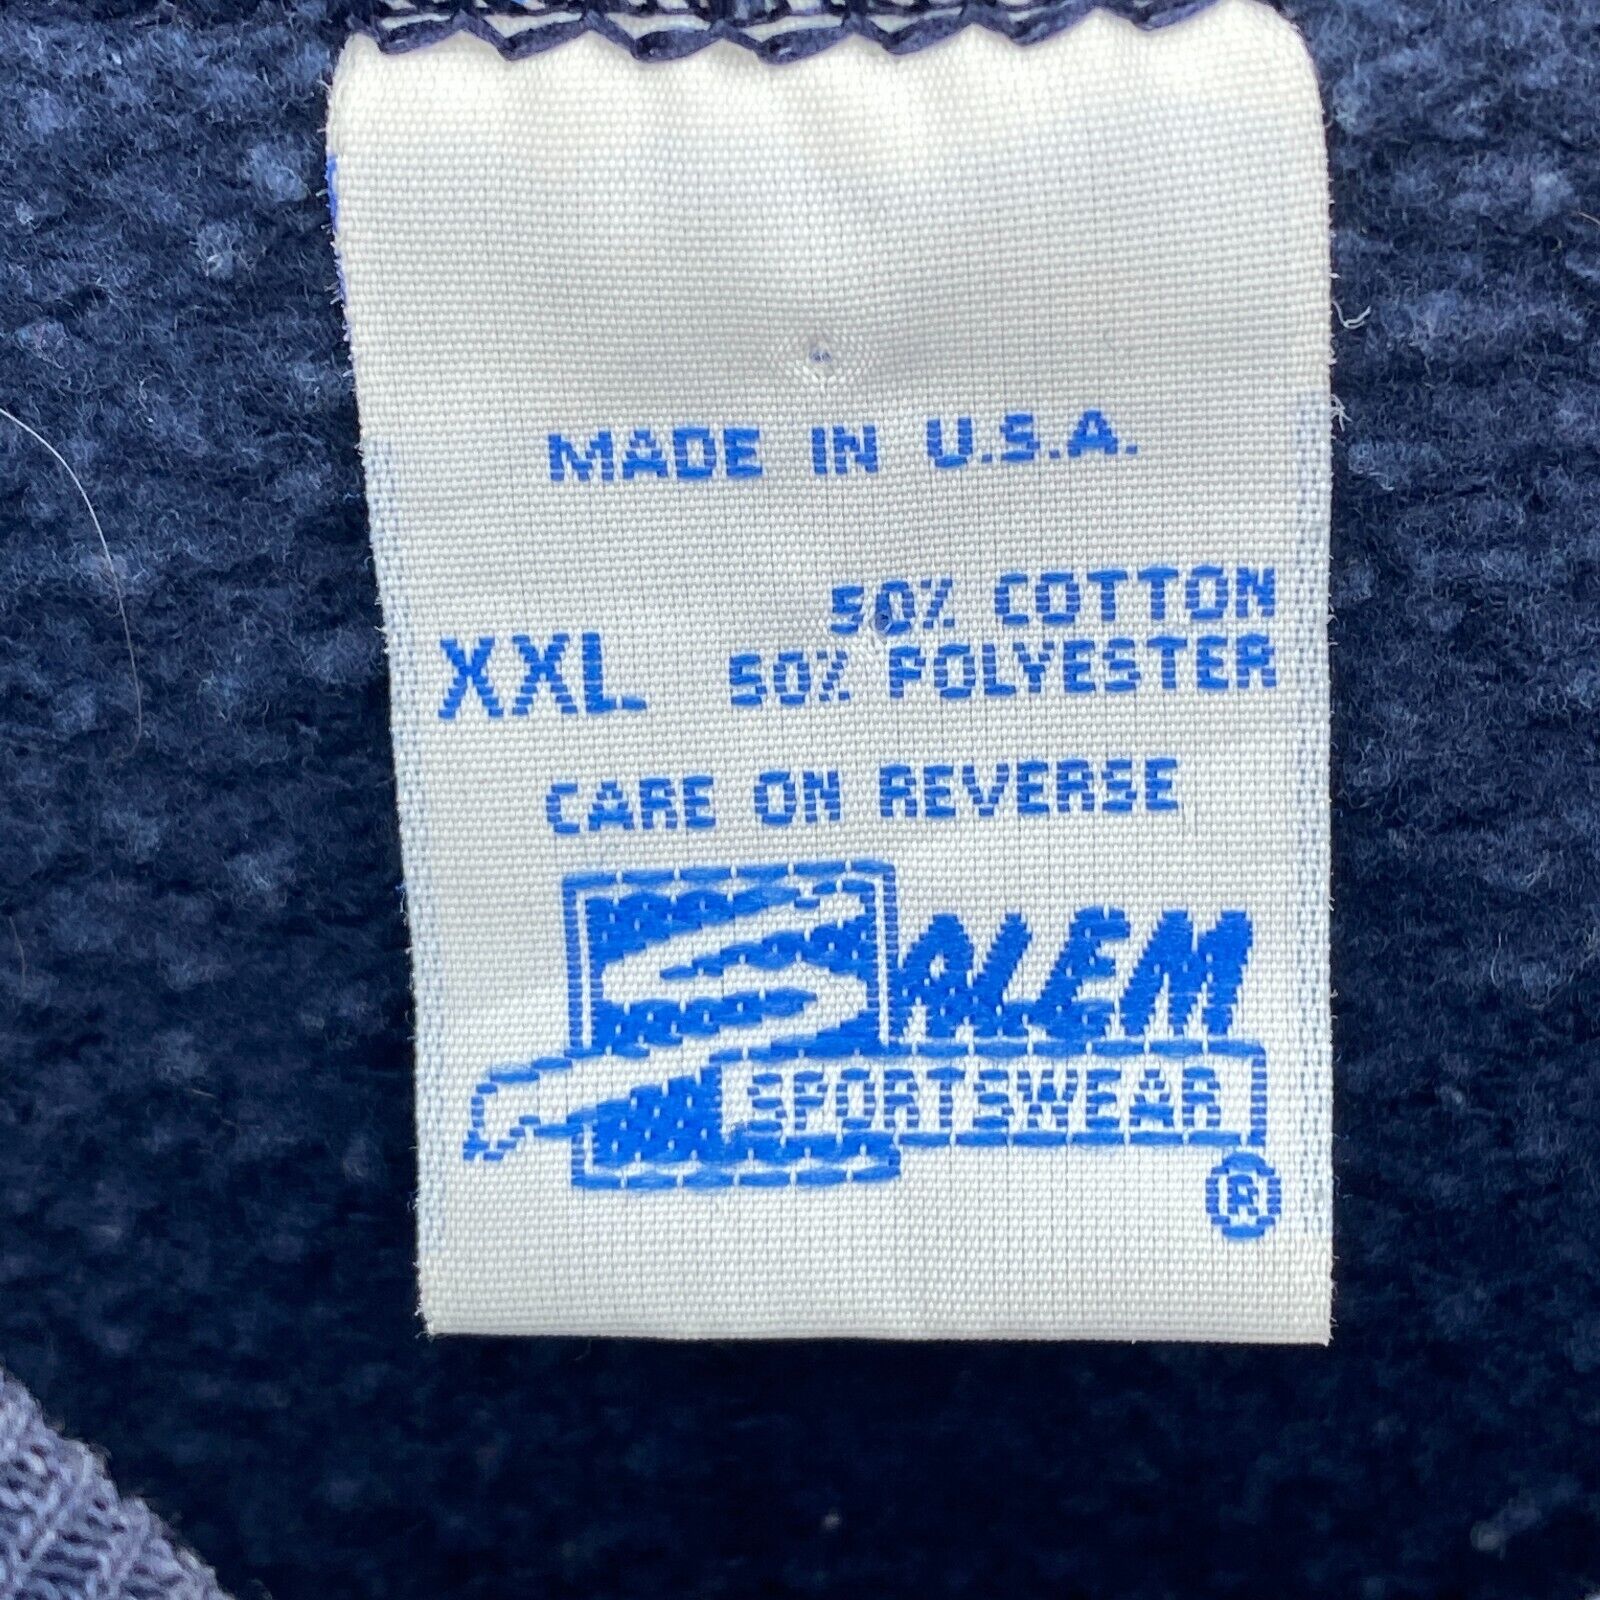 MADE IN U.S.A.
50% COTTON
XXL 50% POLYESTER
CARE ON REVERSE
SALEM
SPORTSWEAR
®